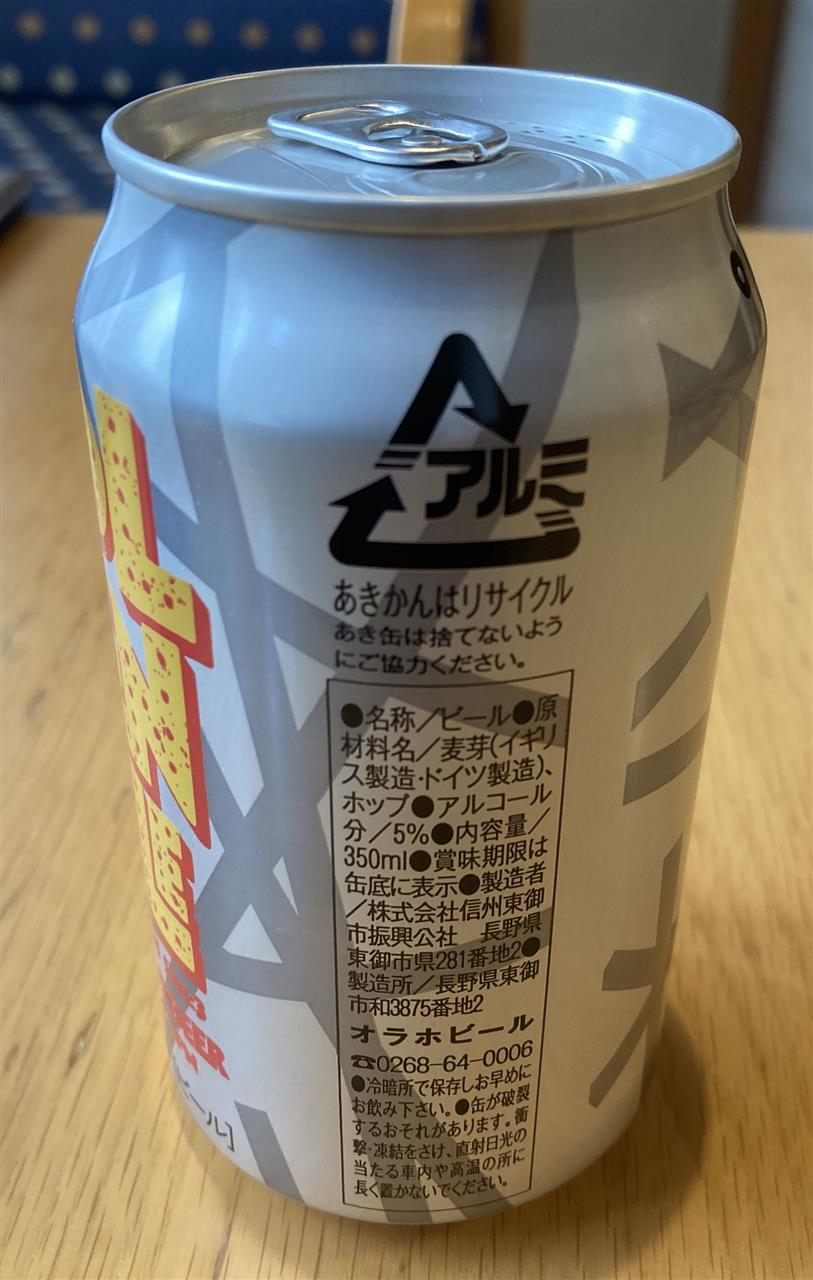 アルミ
あきかんはリサイクル
あき缶は捨てないよう
にご協力ください。
●名称／ビール●原
材料名／麦芽(イギリ
ス製造・ドイツ製造)、
ホップ●アルコール
分／5%●内容量／
350ml●賞味期限は
缶底に表示●製造者
／株式会社信州東御
市振興公社　長野県
東御市県281番地2●
製造所／長野県東御
市和3875番地2
オラホビール
☎0268-64-0006
●冷暗所で保存しお早めに
お飲み下さい。●缶が破裂
するおそれがあります。衝
撃・凍結をさけ、直射日光の
当たる車内や高温の所に
長く置かないでください。
ビール]